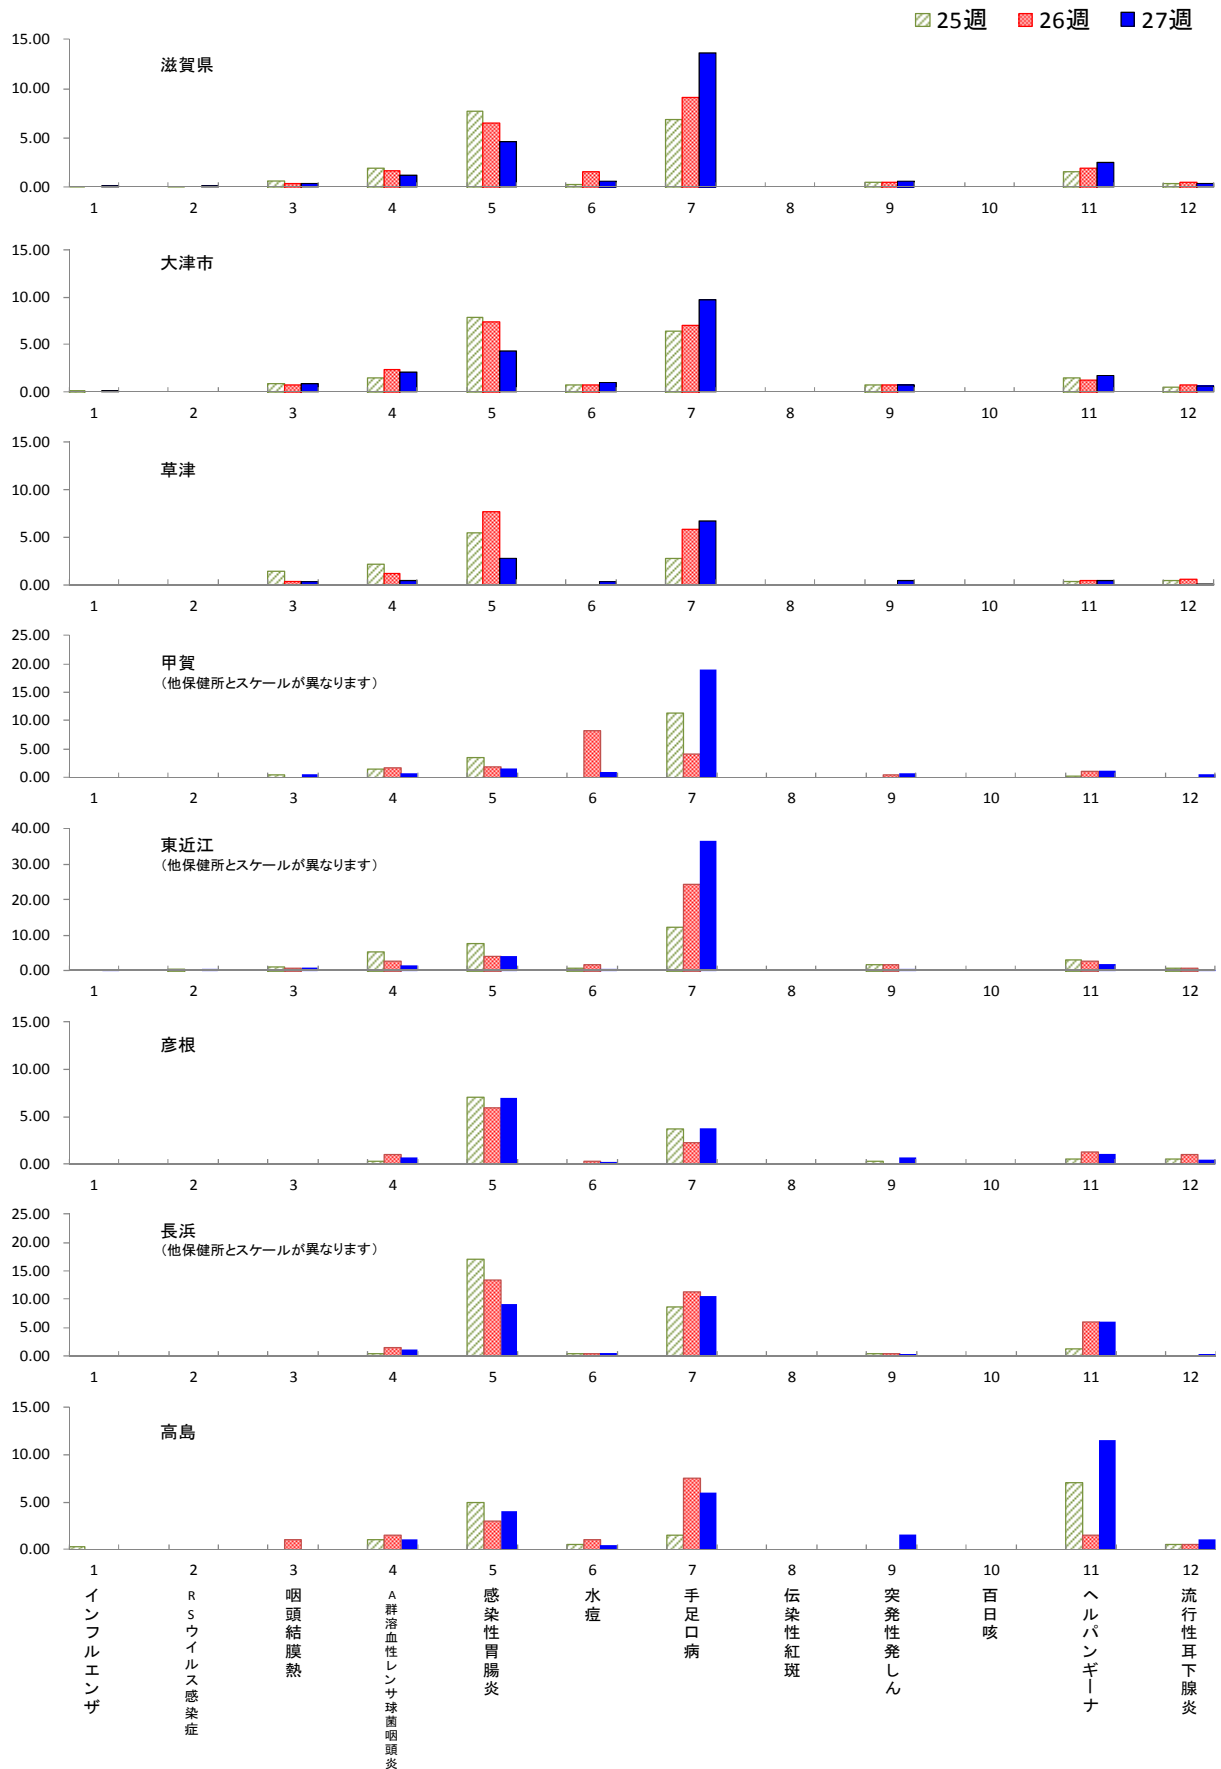 25週 26週 27週
滋賀県
15.00
10.00
5.00
0.00
1 2 3 4 5 6 7 8 9 10 11 12
大津市
15.00
10.00
5.00
0.00
1 2 3 4 5 6 7 8 9 10 11 12
草津
15.00
10.00
5.00
0.00
1 2 3 4 5 6 7 8 9 10 11 12
甲賀
(他保健所とスケールが異なります)
25.00
20.00
15.00
10.00
5.00
0.00
1 2 3 4 5 6 7 8 9 10 11 12
東近江
(他保健所とスケールが異なります)
40.00
30.00
20.00
10.00
0.00
1 2 3 4 5 6 7 8 9 10 11 12
彦根
15.00
10.00
5.00
0.00
1 2 3 4 5 6 7 8 9 10 11 12
長浜
(他保健所とスケールが異なります)
25.00
20.00
15.00
10.00
5.00
0.00
1 2 3 4 5 6 7 8 9 10 11 12
高島
15.00
10.00
5.00
0.00
1 2 3 4 5 6 7 8 9 10 11 12
インフルエンザ
RSウイルス感染症
咽頭結膜熱
A群溶血性レンサ球菌咽頭炎
感染性胃腸炎
水痘
手足口病
伝染性紅斑
突発性発しん
百日咳
ヘルパンギーナ
流行性耳下腺炎